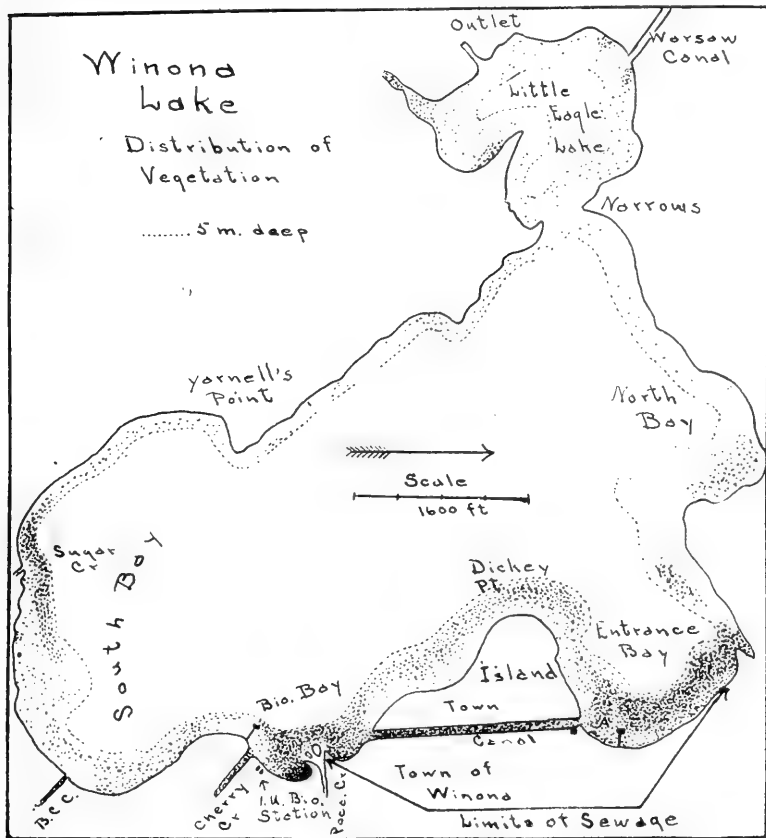 Outlet
Warsaw
Canal
Winona
Lake
Little
Eagle
Lake
Distribution of
Vegetation
........ 5 m. deep
Narrows
Yarnell's
Point
North
Bay
Scale
1600 ft
Sugar
Cr
South Bay
Dickey
Pt.
Entrance
Bay
Pt.
Island
Bio. Bay
Town
Canal
A
B.C.C.
Cherry
Cr
I.U. Bio.
Station
Town of
Winona
Limits of Sewage